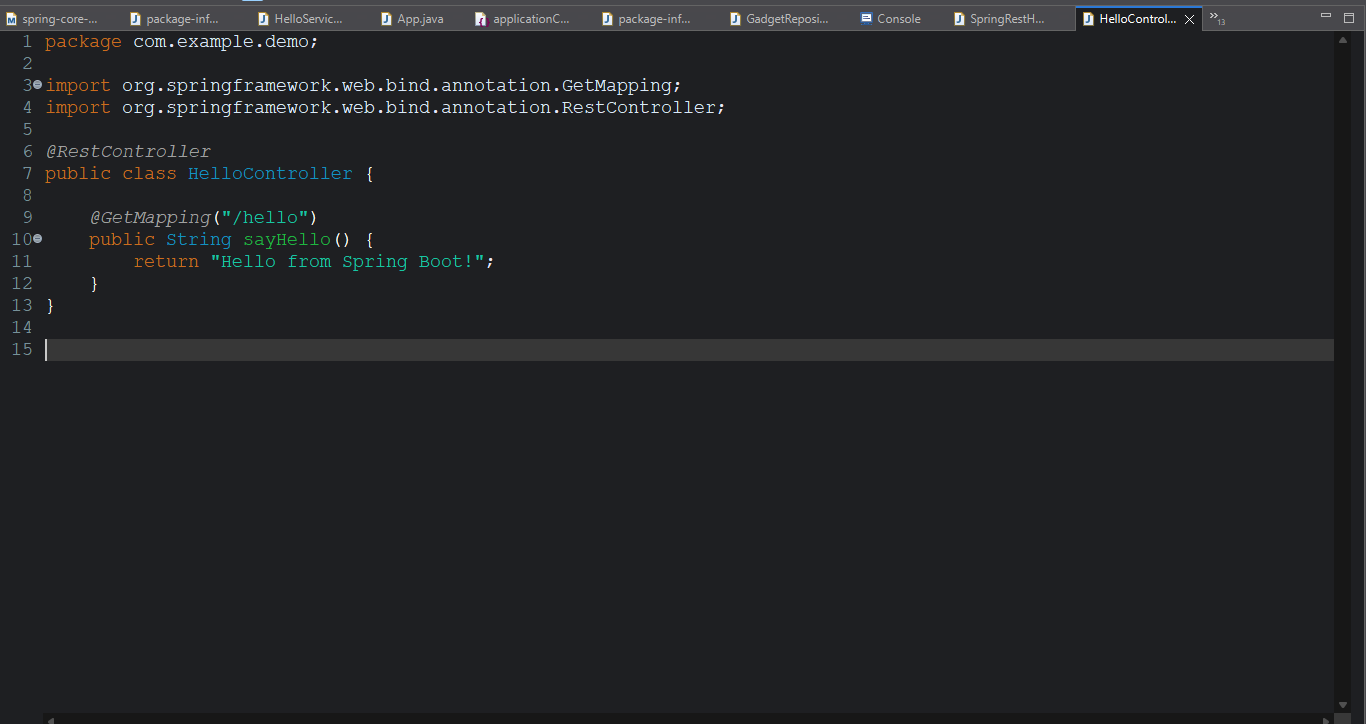 spring-core-...
package-inf...
HelloServic...
App.java
applicationC...
package-inf...
GadgetReposi...
Console
SpringRestH...
HelloControl...
»13
1 package com.example.demo;
2
3 import org.springframework.web.bind.annotation.GetMapping;
4 import org.springframework.web.bind.annotation.RestController;
5
6 @RestController
7 public class HelloController {
8
9     @GetMapping("/hello")
10     public String sayHello() {
11         return "Hello from Spring Boot!";
12     }
13 }
14
15